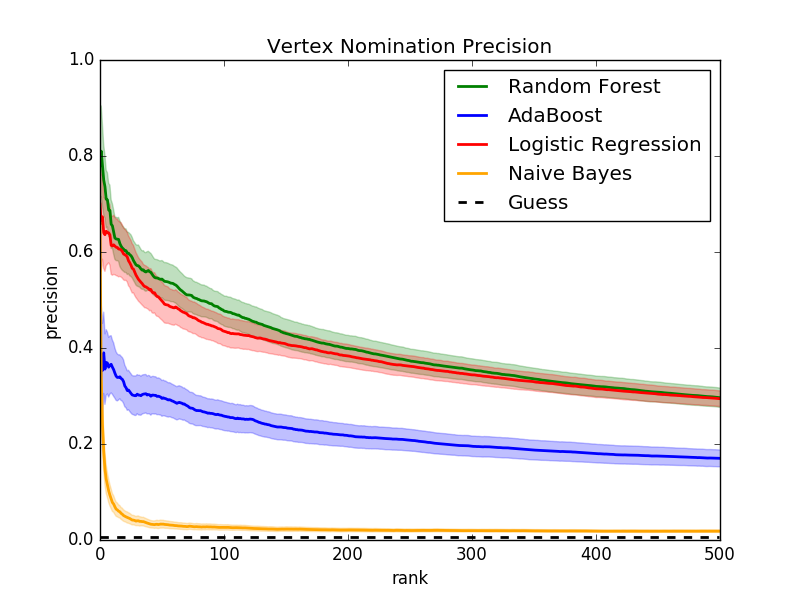 Vertex Nomination Precision
1.0
0.8
0.6
0.4
0.2
0.0
precision
Random Forest
AdaBoost
Logistic Regression
Naive Bayes
Guess
0 100 200 300 400 500
rank